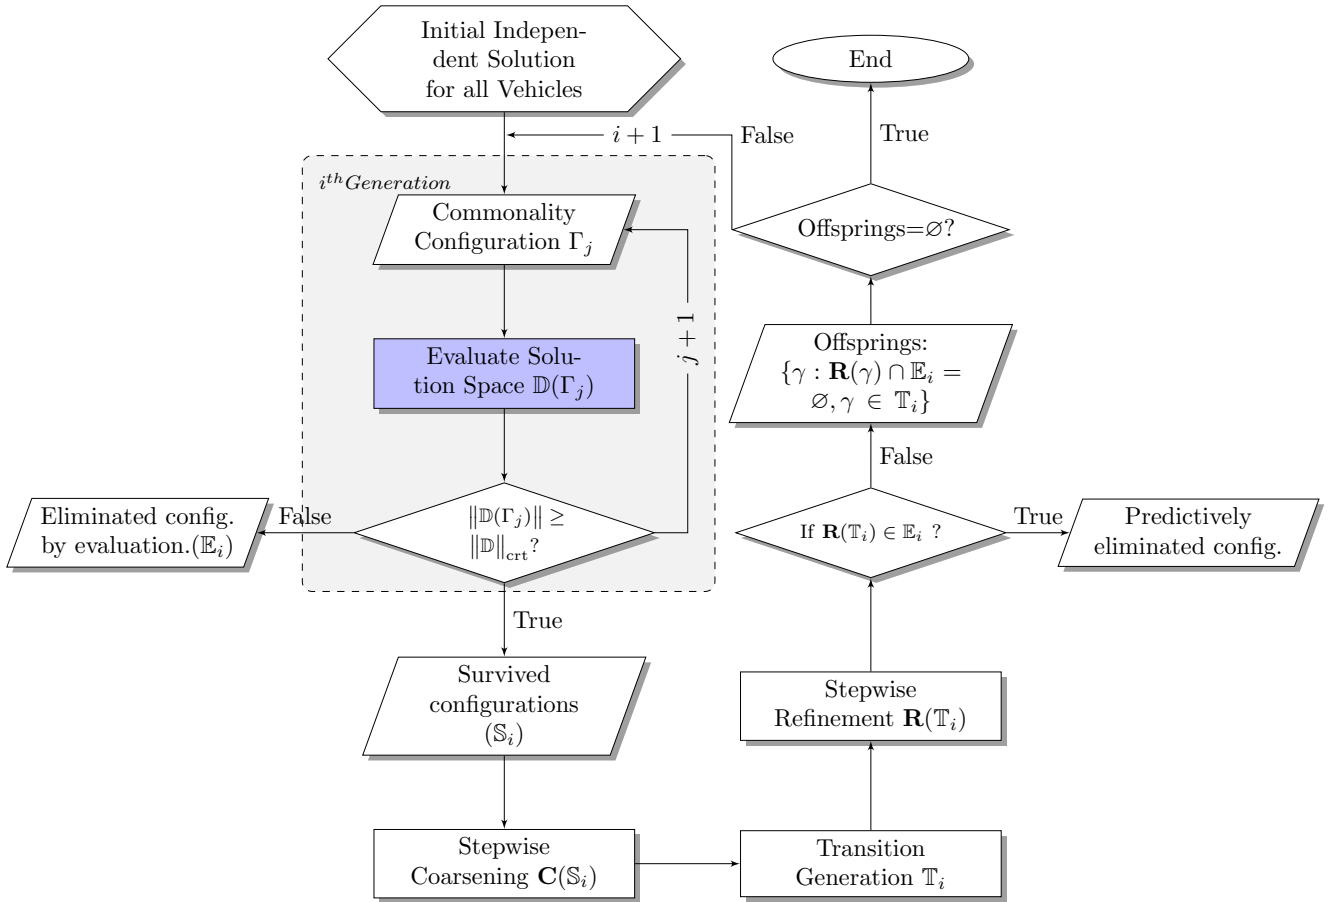 Initial Indepen-
dent Solution
for all Vehicles
End
i + 1
False
True
i^{th}Generation
Commonality
Configuration Γ_j
Offsprings=∅?
j + 1
Evaluate Solu-
tion Space 𝔻(Γ_j)
Offsprings:
{γ : R(γ) ∩ 𝔼_i =
∅, γ ∈ 𝕋_i}
False
Eliminated config.
by evaluation.(𝔼_i)
False
‖𝔻(Γ_j)‖ ≥
‖𝔻‖_{crt}?
If R(𝕋_i) ∈ 𝔼_i ?
True
Predictively
eliminated config.
True
Survived
configurations
(𝕊_i)
Stepwise
Refinement R(𝕋_i)
Stepwise
Coarsening C(𝕊_i)
Transition
Generation 𝕋_i